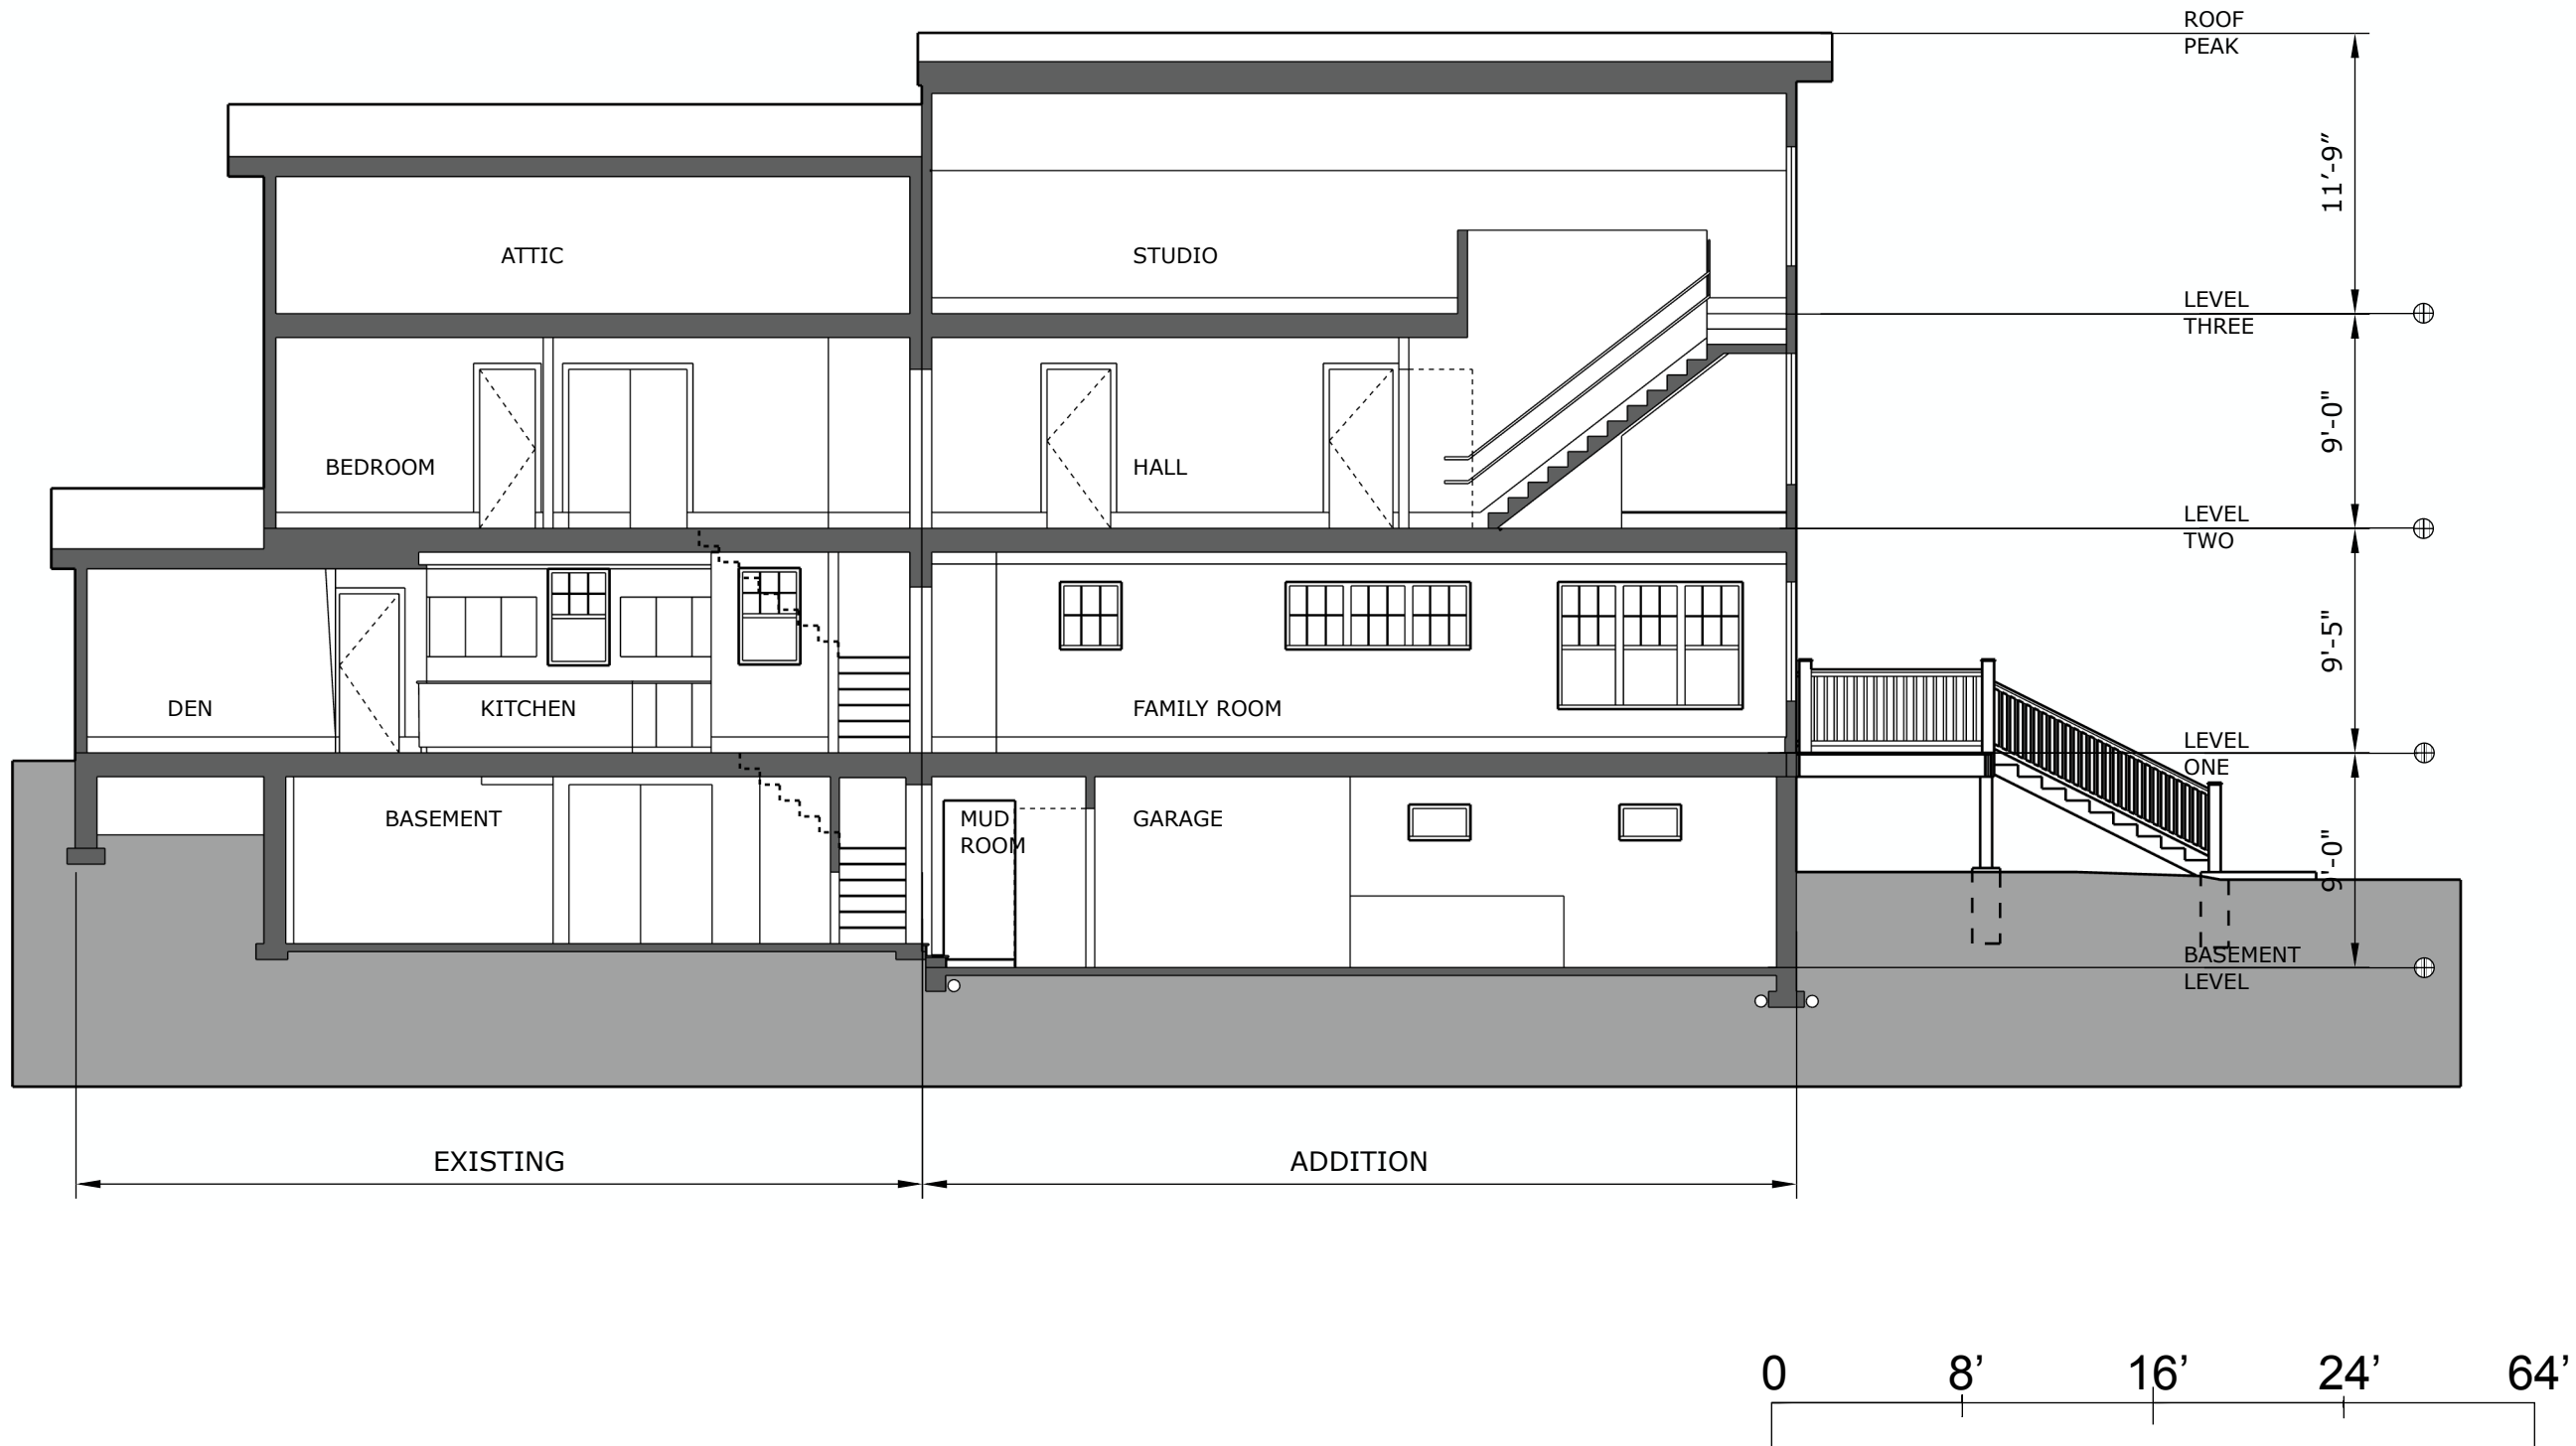 ROOF
PEAK
11’-9”
ATTIC
STUDIO
LEVEL
THREE
9'-0"
BEDROOM
HALL
LEVEL
TWO
9'-5"
DEN
KITCHEN
FAMILY ROOM
LEVEL
ONE
BASEMENT
MUD
ROOM
GARAGE
9'-0"
BASEMENT
LEVEL
EXISTING
ADDITION
0 8’ 16’ 24’ 64’